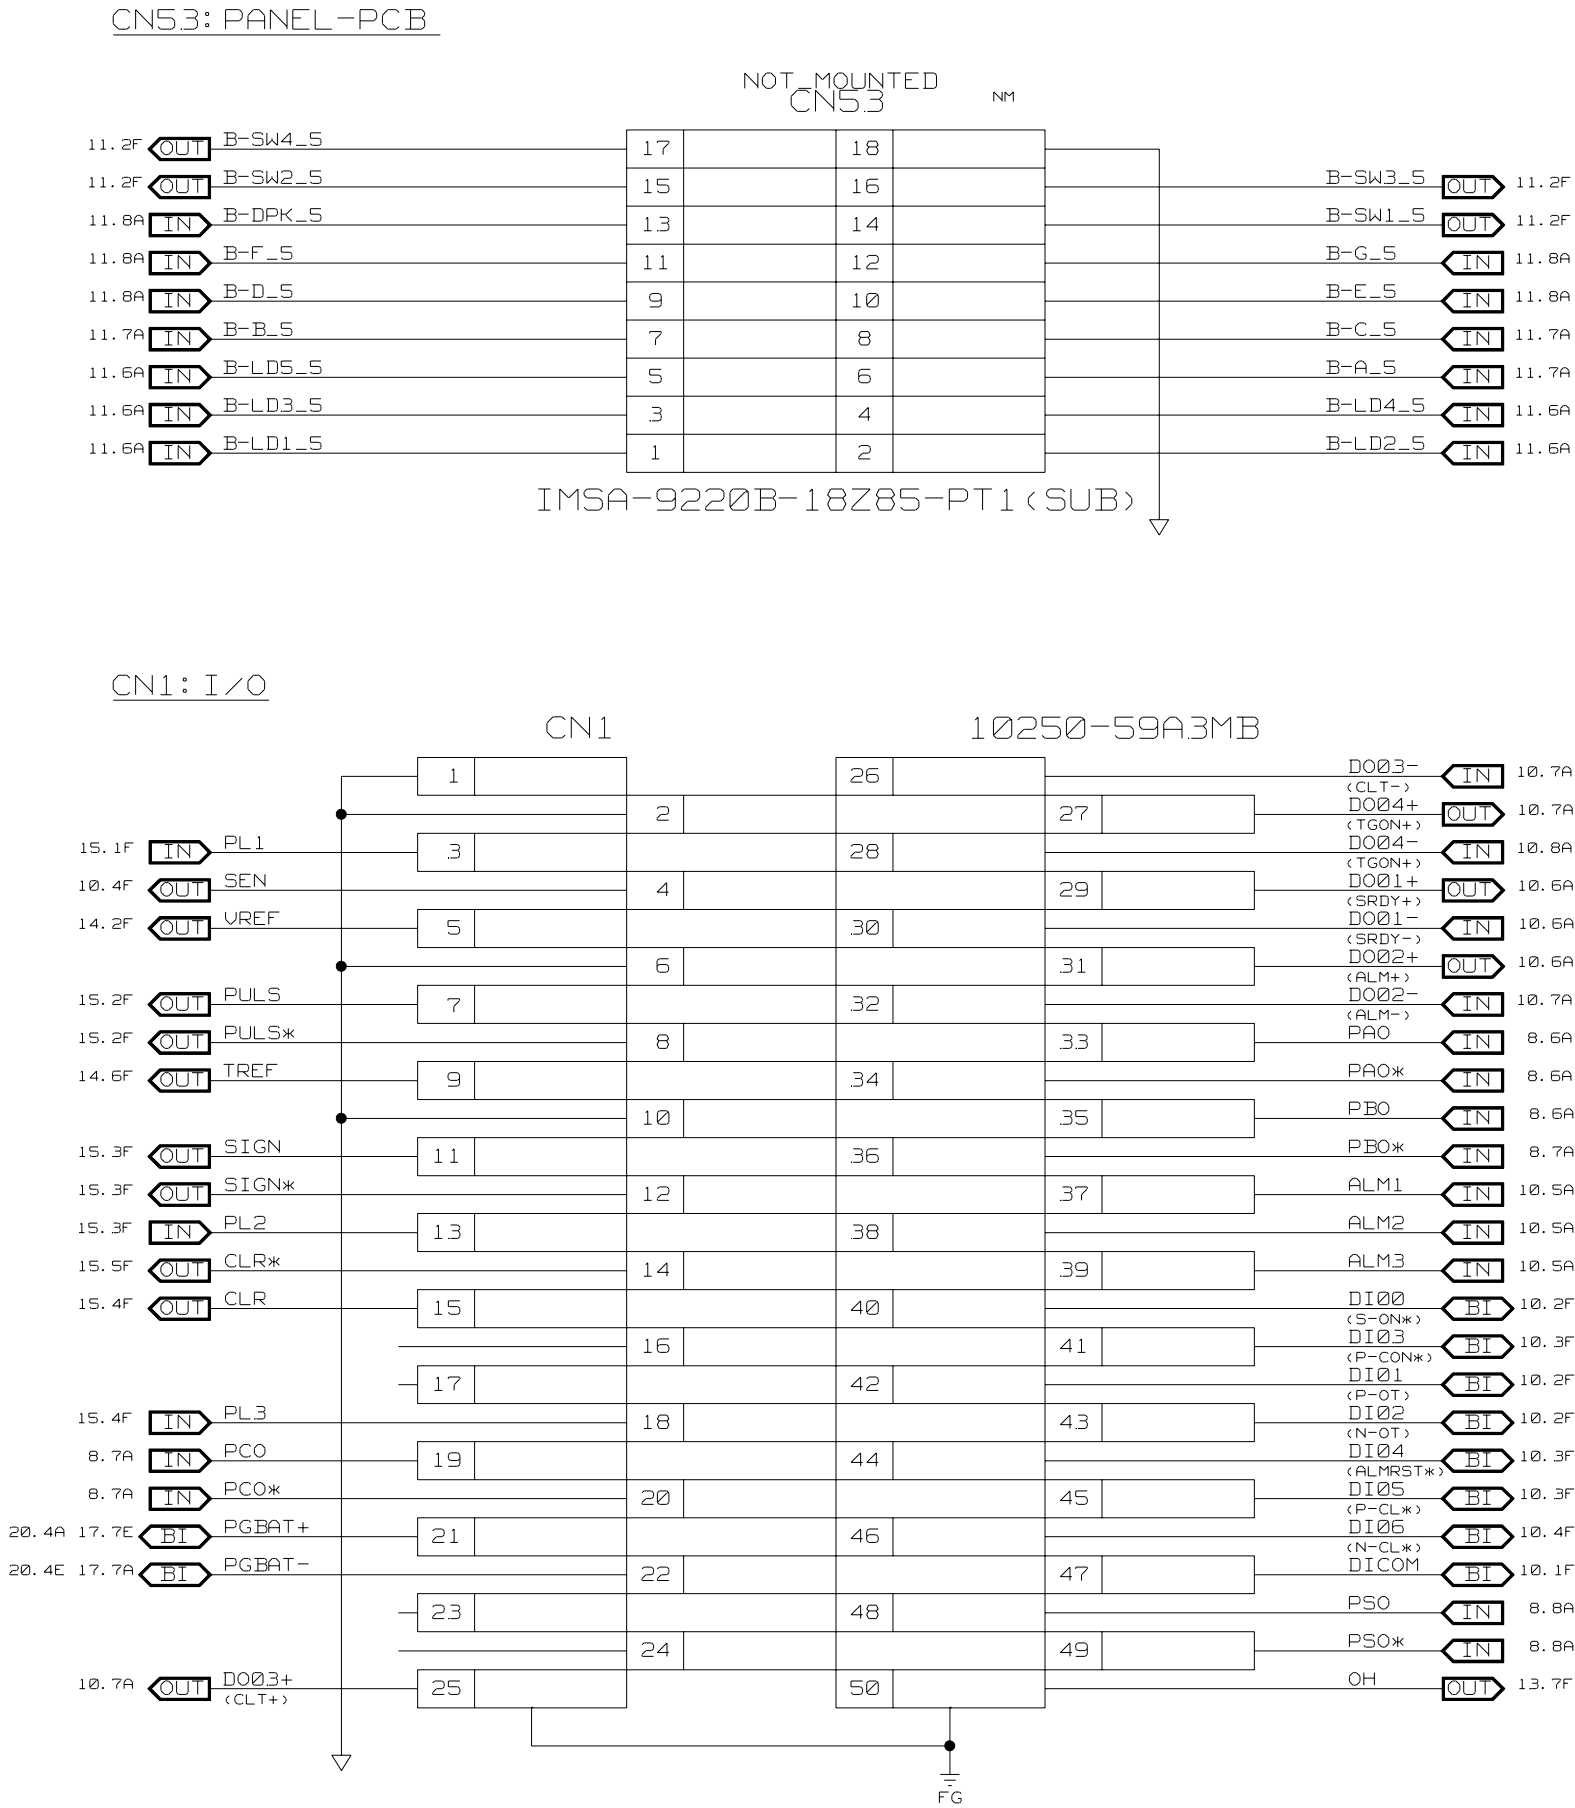 CN53: PANEL-PCB
NOT_MOUNTED
CN53 NM
11.2F OUT B-SW4_5 17 18
11.2F OUT B-SW2_5 15 16 B-SW3_5 OUT 11.2F
11.8A IN B-DPK_5 13 14 B-SW1_5 OUT 11.2F
11.8A IN B-F_5 11 12 B-G_5 IN 11.8A
11.8A IN B-D_5 9 10 B-E_5 IN 11.8A
11.7A IN B-B_5 7 8 B-C_5 IN 11.7A
11.6A IN B-LD5_5 5 6 B-A_5 IN 11.7A
11.6A IN B-LD3_5 3 4 B-LD4_5 IN 11.6A
11.6A IN B-LD1_5 1 2 B-LD2_5 IN 11.6A
IMSA-9220B-18Z85-PT1(SUB)
CN1: I/O
CN1 10250-59A3MB
1 26 DO03- IN 10.7A
(CLT-)
2 27 DO04+ OUT 10.7A
(TGON+)
15.1F IN PL1 3 28 DO04- IN 10.8A
(TGON+)
10.4F OUT SEN 4 29 DO01+ OUT 10.6A
(SRDY+)
14.2F OUT VREF 5 30 DO01- IN 10.6A
(SRDY-)
6 31 DO02+ OUT 10.6A
(ALM+)
15.2F OUT PULS 7 32 DO02- IN 10.7A
(ALM-)
15.2F OUT PULS* 8 33 PAO IN 8.6A
14.6F OUT TREF 9 34 PAO* IN 8.6A
10 35 PBO IN 8.6A
15.3F OUT SIGN 11 36 PBO* IN 8.7A
15.3F OUT SIGN* 12 37 ALM1 IN 10.5A
15.3F IN PL2 13 38 ALM2 IN 10.5A
15.5F OUT CLR* 14 39 ALM3 IN 10.5A
15.4F OUT CLR 15 40 DI00 BI 10.2F
(S-ON*)
16 41 DI03 BI 10.3F
(P-CON*)
17 42 DI01 BI 10.2F
(P-OT)
15.4F IN PL3 18 43 DI02 BI 10.2F
(N-OT)
8.7A IN PCO 19 44 DI04 BI 10.3F
(ALMRST*)
8.7A IN PCO* 20 45 DI05 BI 10.3F
(P-CL*)
20.4A 17.7E BI PGBAT+ 21 46 DI06 BI 10.4F
(N-CL*)
20.4E 17.7A BI PGBAT- 22 47 DICOM BI 10.1F
23 48 PSO IN 8.8A
24 49 PSO* IN 8.8A
10.7A OUT DO03+ 25 50 OH OUT 13.7F
(CLT+)
FG